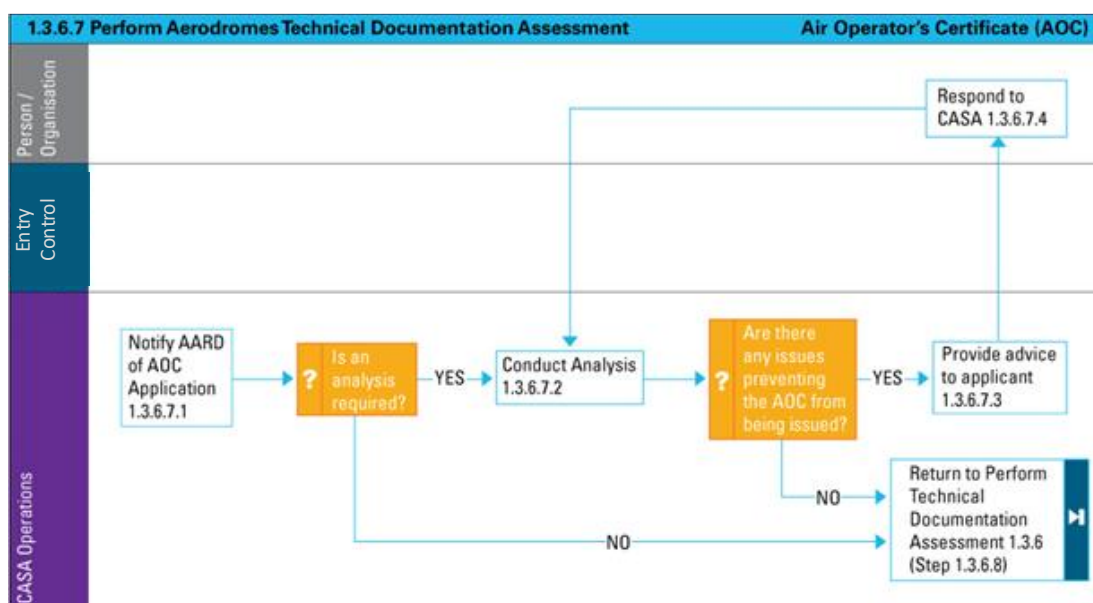 1.3.6.7 Perform Aerodromes Technical Documentation Assessment
Air Operator's Certificate (AOC)
Person /
Organisation
Respond to
CASA 1.3.6.7.4
Entry
Control
CASA Operations
Notify AARD
of AOC
Application
1.3.6.7.1
?
Is an
analysis
required?
YES
Conduct Analysis
1.3.6.7.2
?
Are there
any issues
preventing
the AOC from
being issued?
YES
Provide advice
to applicant
1.3.6.7.3
NO
NO
Return to Perform
Technical
Documentation
Assessment 1.3.6
(Step 1.3.6.8)